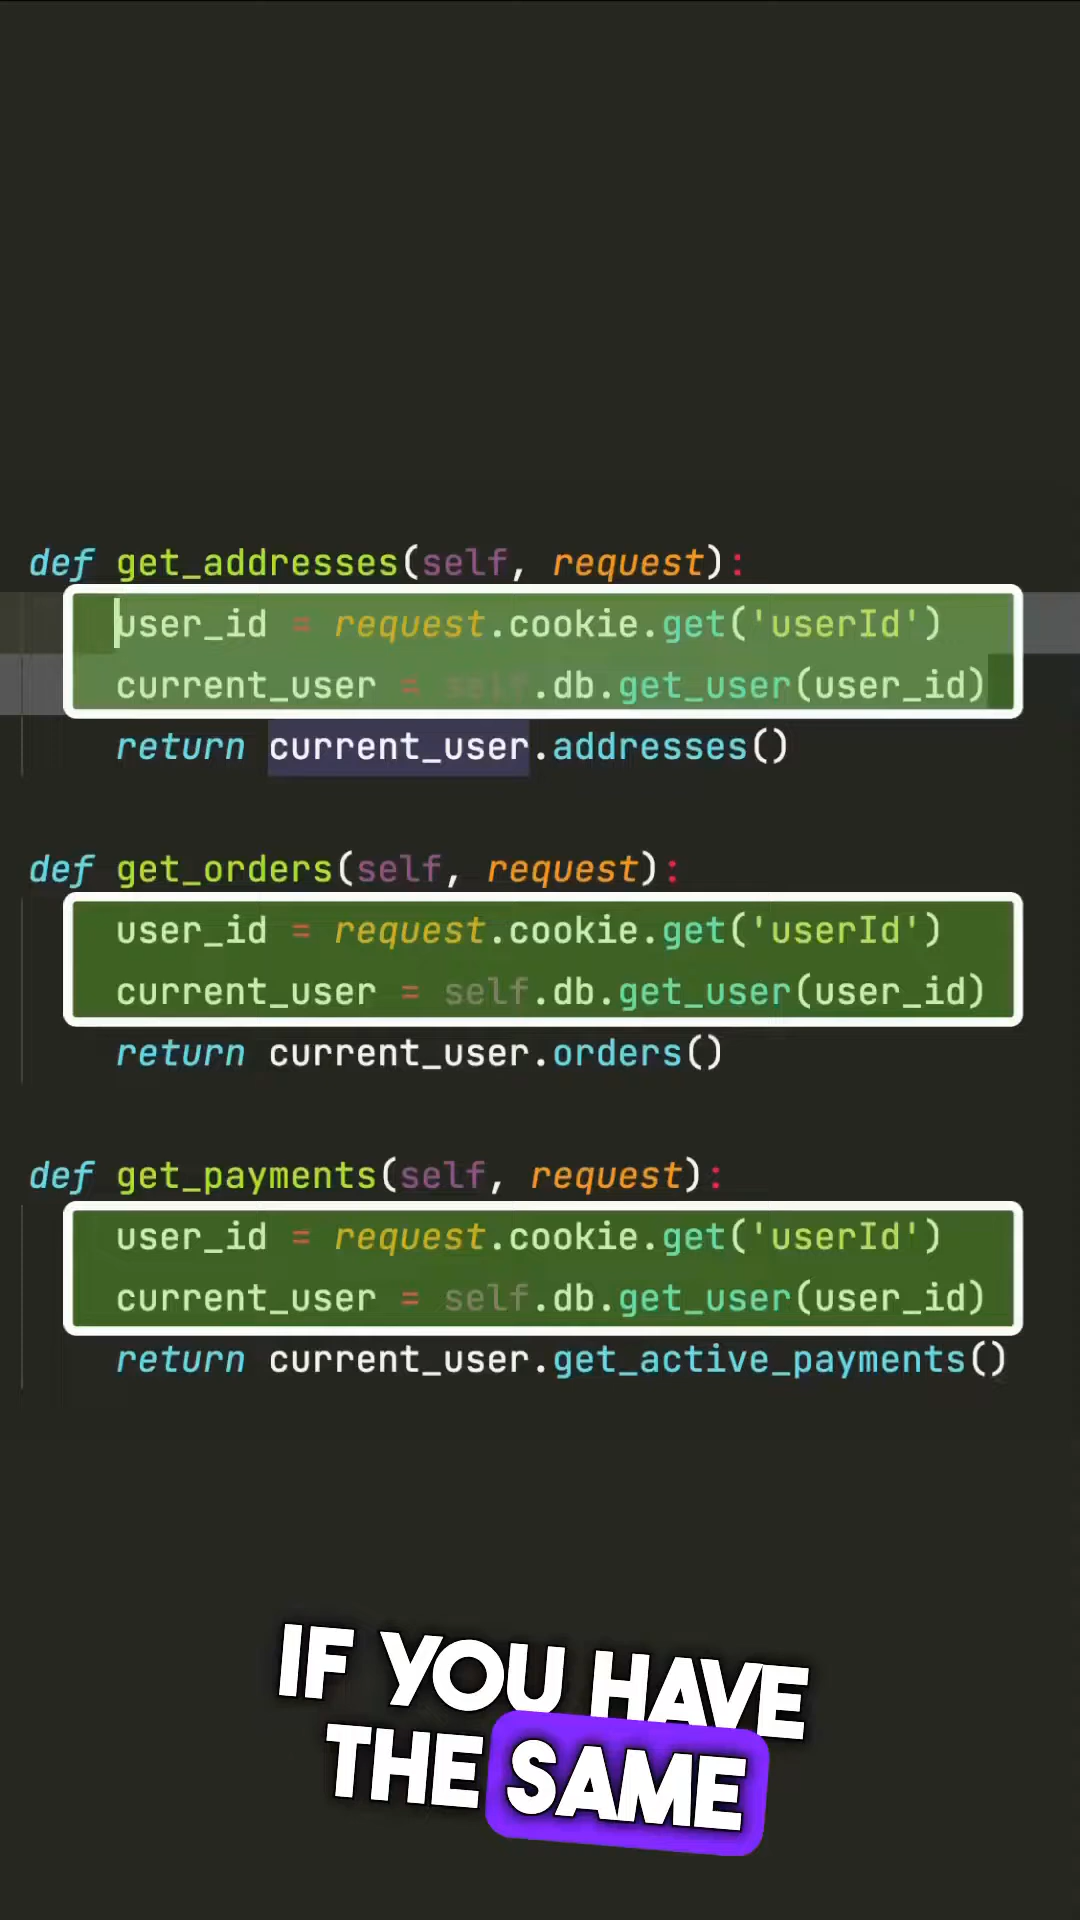 def get_addresses(self, request):
user_id = request.cookie.get('userId')
current_user = self.db.get_user(user_id)
return current_user.addresses()
def get_orders(self, request):
user_id = request.cookie.get('userId')
current_user = self.db.get_user(user_id)
return current_user.orders()
def get_payments(self, request):
user_id = request.cookie.get('userId')
current_user = self.db.get_user(user_id)
return current_user.get_active_payments()
IF YOU HAVE
THE SAME